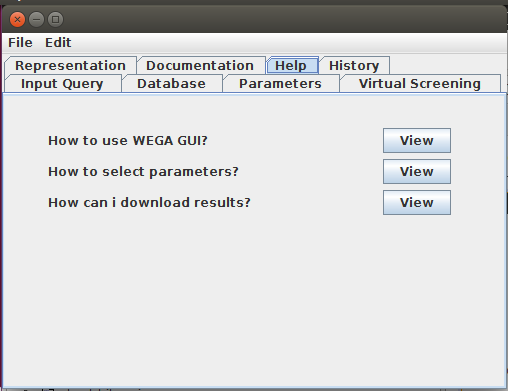 File Edit
Representation Documentation Help History
Input Query Database Parameters Virtual Screening
How to use WEGA GUI? View
How to select parameters? View
How can i download results? View